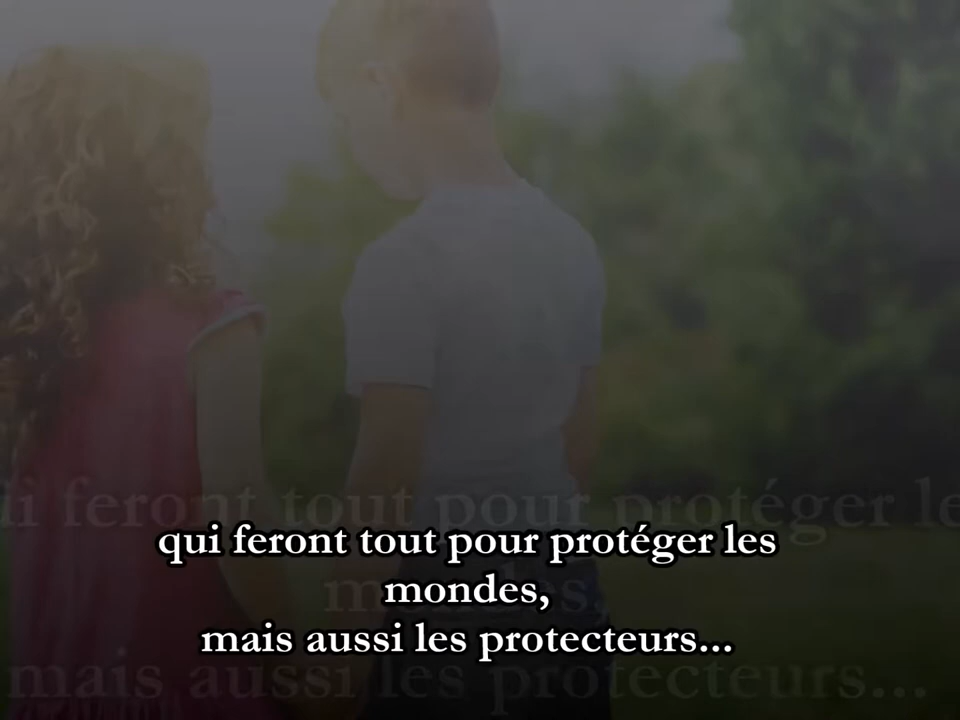 qui feront tout pour protéger les
mondes,
mais aussi les protecteurs...